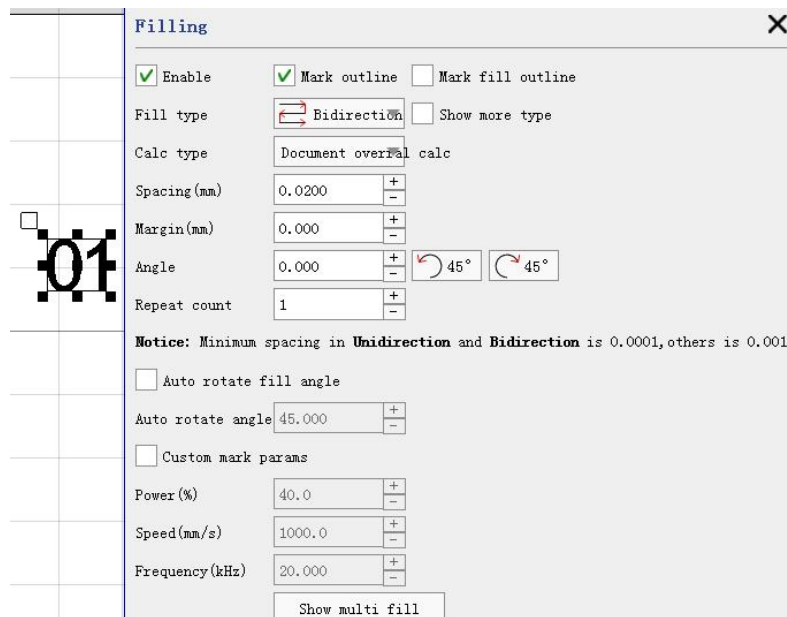 Filling
Enable Mark outline Mark fill outline
Fill type Bidirection Show more type
Calc type Document overral calc
Spacing(mm) 0.0200 + -
Margin(mm) 0.000 + -
01
Angle 0.000 + - 45° 45°
Repeat count 1 + -
Notice: Minimum spacing in Unidirection and Bidirection is 0.0001,others is 0.001
Auto rotate fill angle
Auto rotate angle 45.000 + -
Custom mark params
Power(%) 40.0 + -
Speed(mm/s) 1000.0 + -
Frequency(kHz) 20.000 + -
Show multi fill